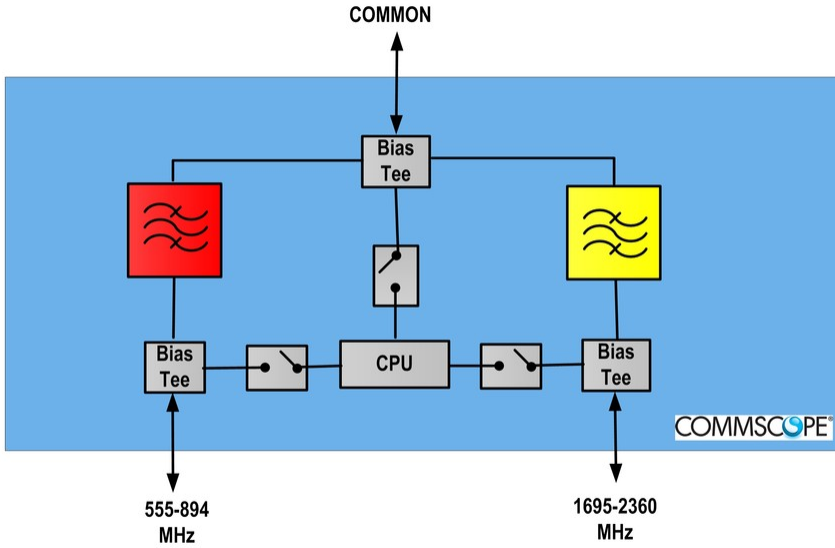 COMMON
Bias
Tee
Bias
Tee
CPU
Bias
Tee
COMMSCOPE®
555-894
MHz
1695-2360
MHz